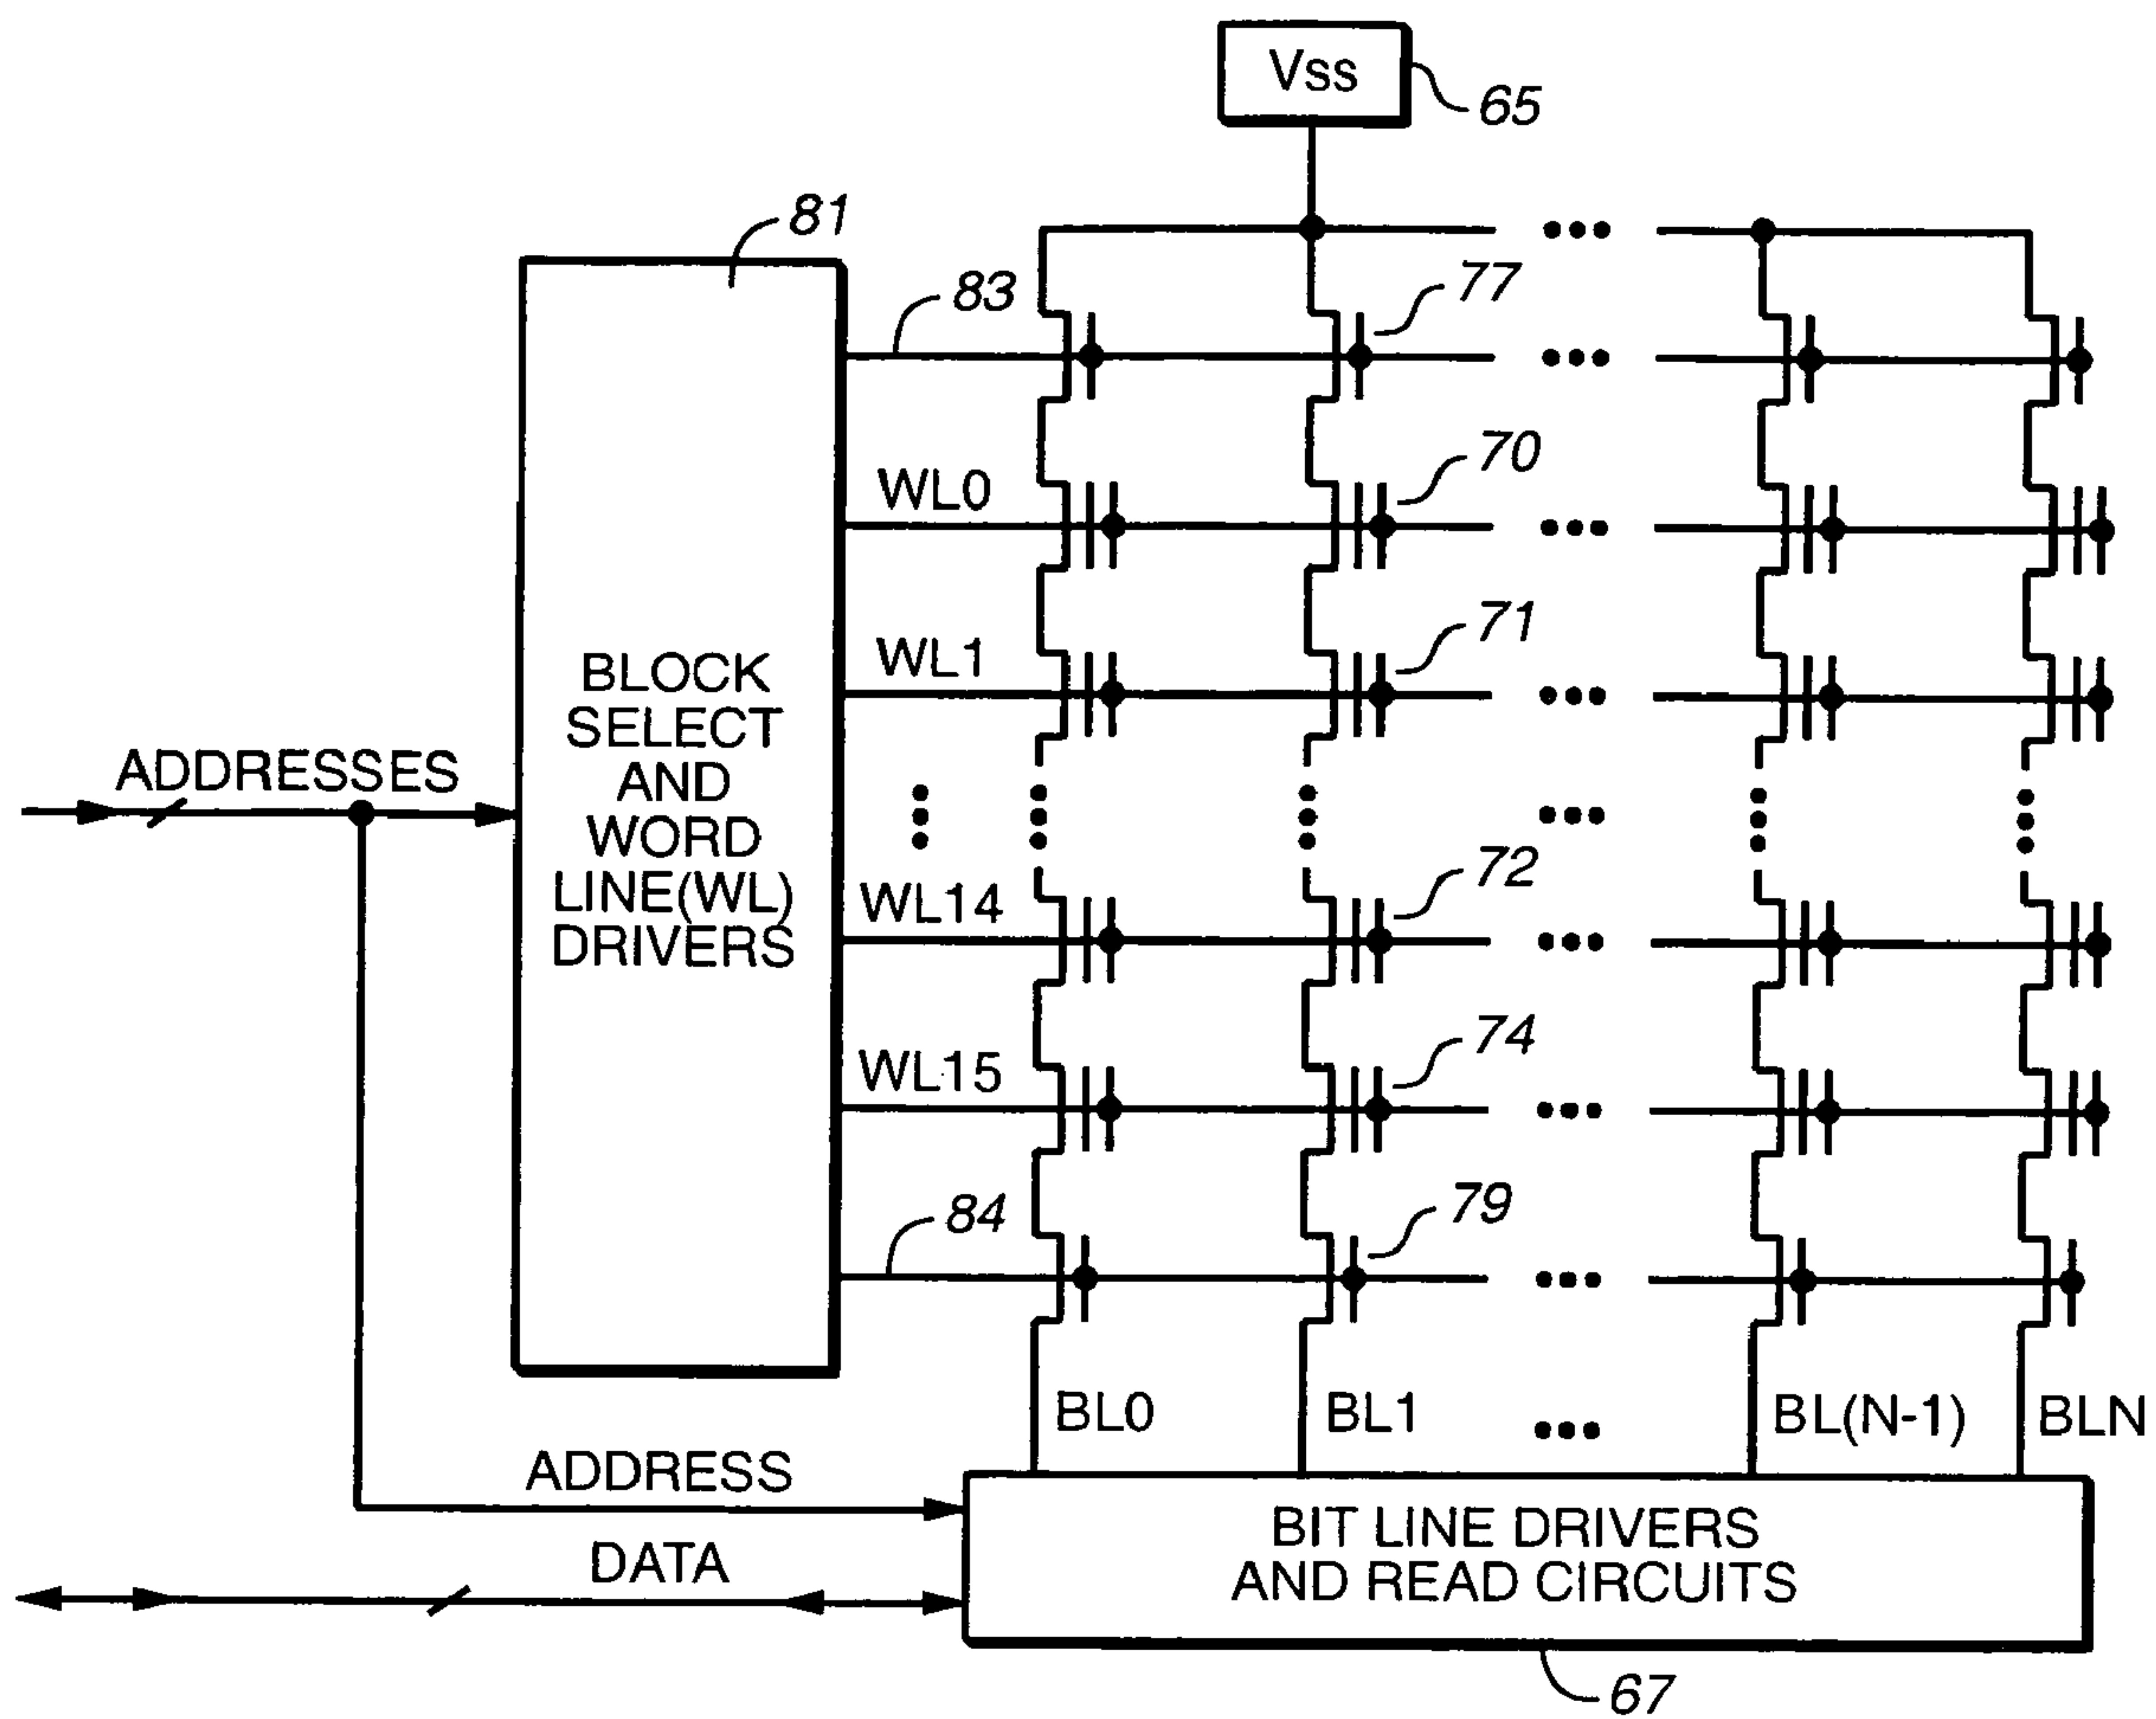 Vss
65
81
83
77
WL0
70
WL1
71
BLOCK
SELECT
AND
WORD
LINE(WL)
DRIVERS
ADDRESSES
WL14
72
WL15
74
84
79
BL0
BL1
BL(N-1)
BLN
ADDRESS
DATA
BIT LINE DRIVERS
AND READ CIRCUITS
67